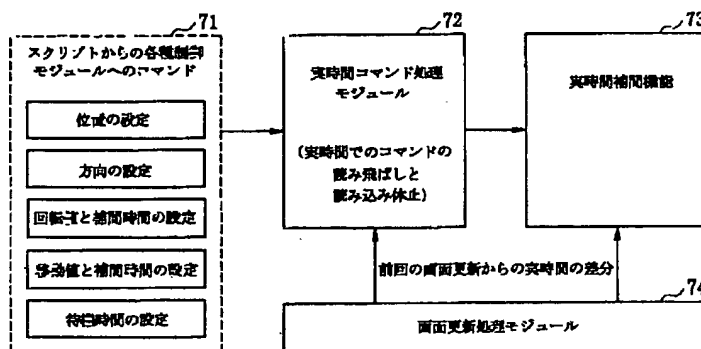 71
スクリプトからの各種制御
モジュールへのコマンド
位置の設定
方向の設定
回転値と補間時間の設定
移動値と補間時間の設定
待ち時間の設定
72
実時間コマンド処理
モジュール
(実時間でのコマンドの
読み飛ばしと
読み込み休止)
73
実時間補間機能
前回の画面更新からの実時間の差分
74
画面更新処理モジュール